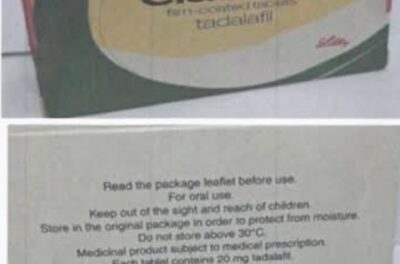 film-coated tablets
tadalafil
Lilly
Read the package leaflet before use.
For oral use.
Keep out of the sight and reach of children.
Store in the original package in order to protect from moisture.
Do not store above 30°C.
Medicinal product subject to medical prescription.
Each tablet contains 20 mg tadalafil.